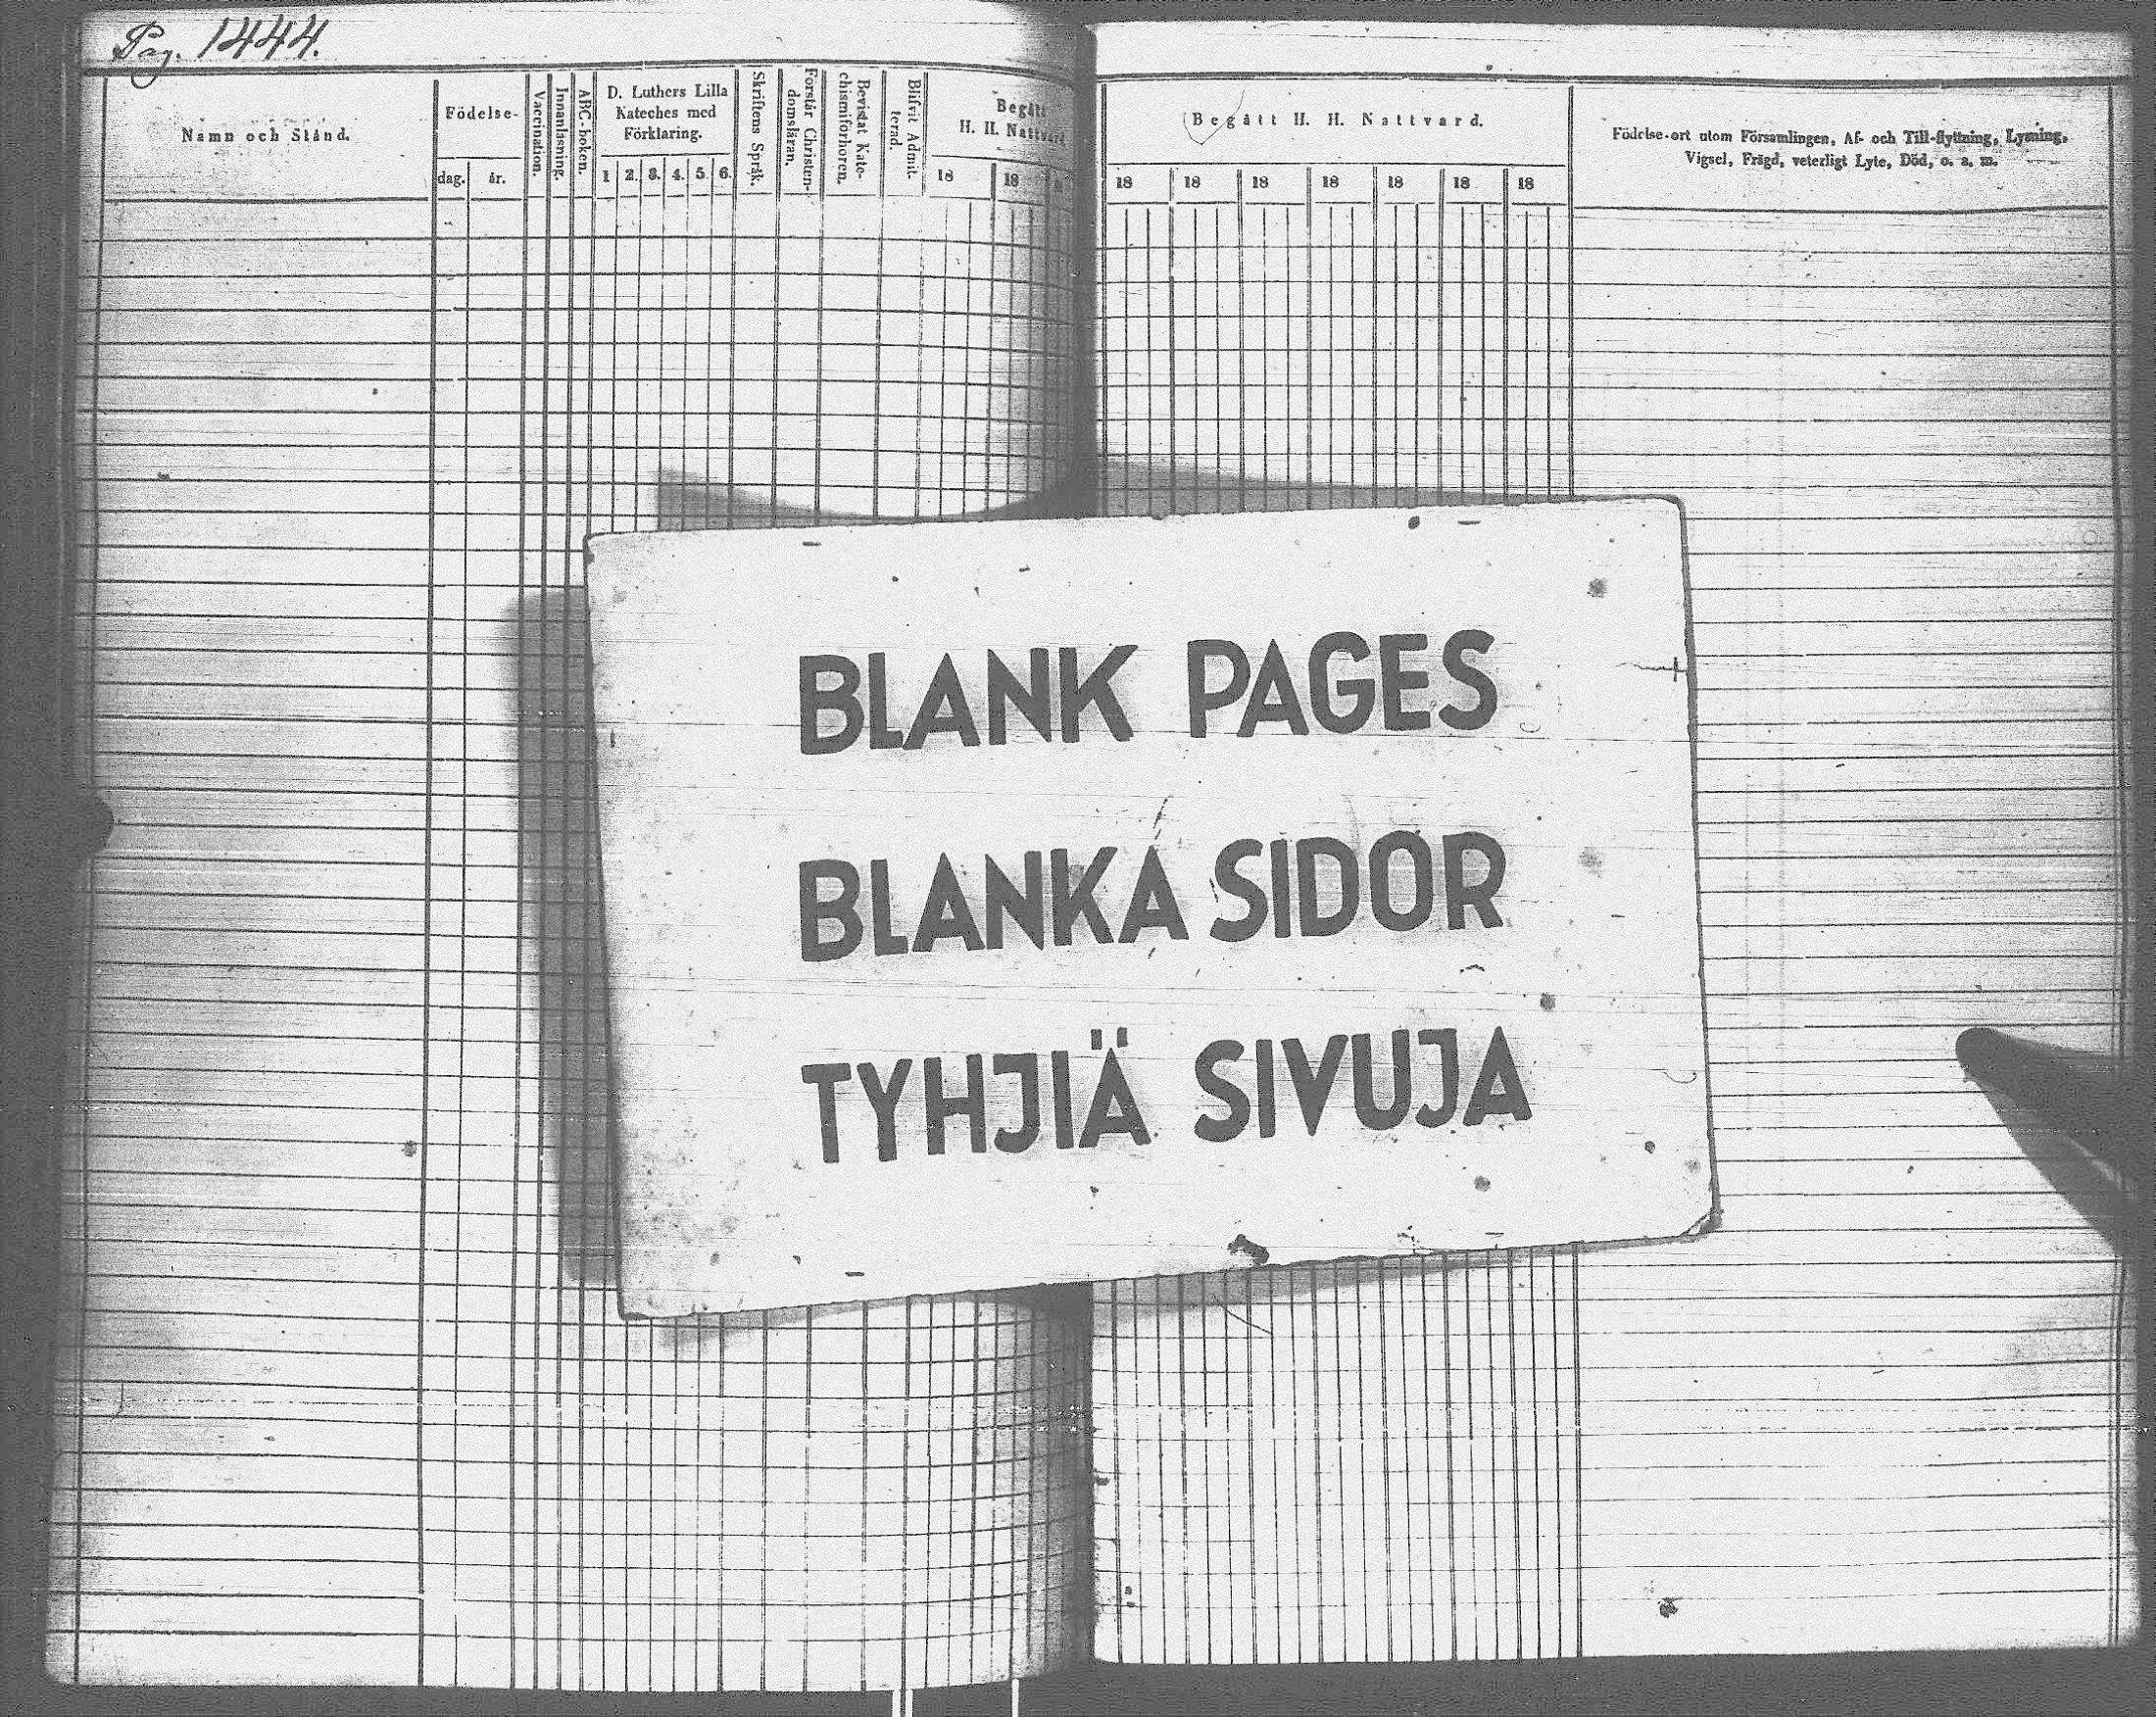 Pag. 1444.
Namn och Stånd.
Födelse-
dag.
år.
Vaccination.
Innanläsning.
ABC-boken.
D. Luthers Lilla
Kateches med
Förklaring.
1 2. 3. 4. 5. 6.
Skriftens Språk.
Förstår Christen-
domsläran.
Bevistat Kate-
chismiförhören.
Blifvit Admit-
terad.
Begått
H. H. Nattvard
18 18
Begått H. H. Nattvard.
18 18 18 18 18 18 18
Födelse-ort utom Församlingen, Af- och Till-flyttning, Lysning,
Vigsel, Frägd, veterligt Lyte, Död, o. s. m.
BLANK PAGES
BLANKA SIDOR
TYHJIÄ SIVUJA